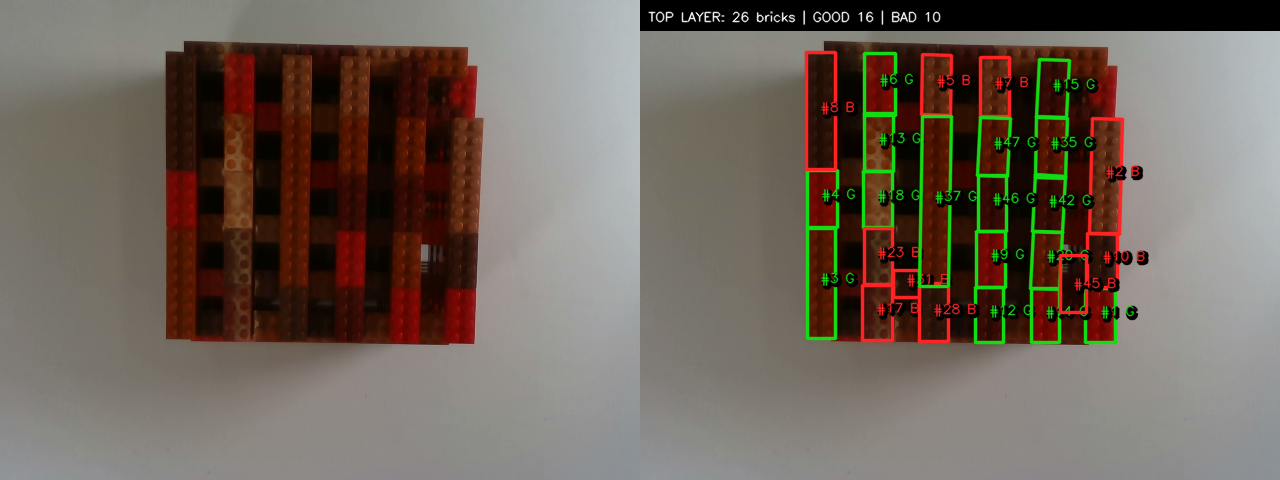 TOP LAYER: 26 bricks | GOOD 16 | BAD 10
#6 G
#5 B
#7 B
#15 G
#8 B
#13 G
#47 G
#35 G
#2 B
#4 G
#18 G
#37 G
#46 G
#42 G
#23 B
#9 G
#10 B
#3 G
#45 B
#17 B
#28 B
#12 G
#14 G
#1 G